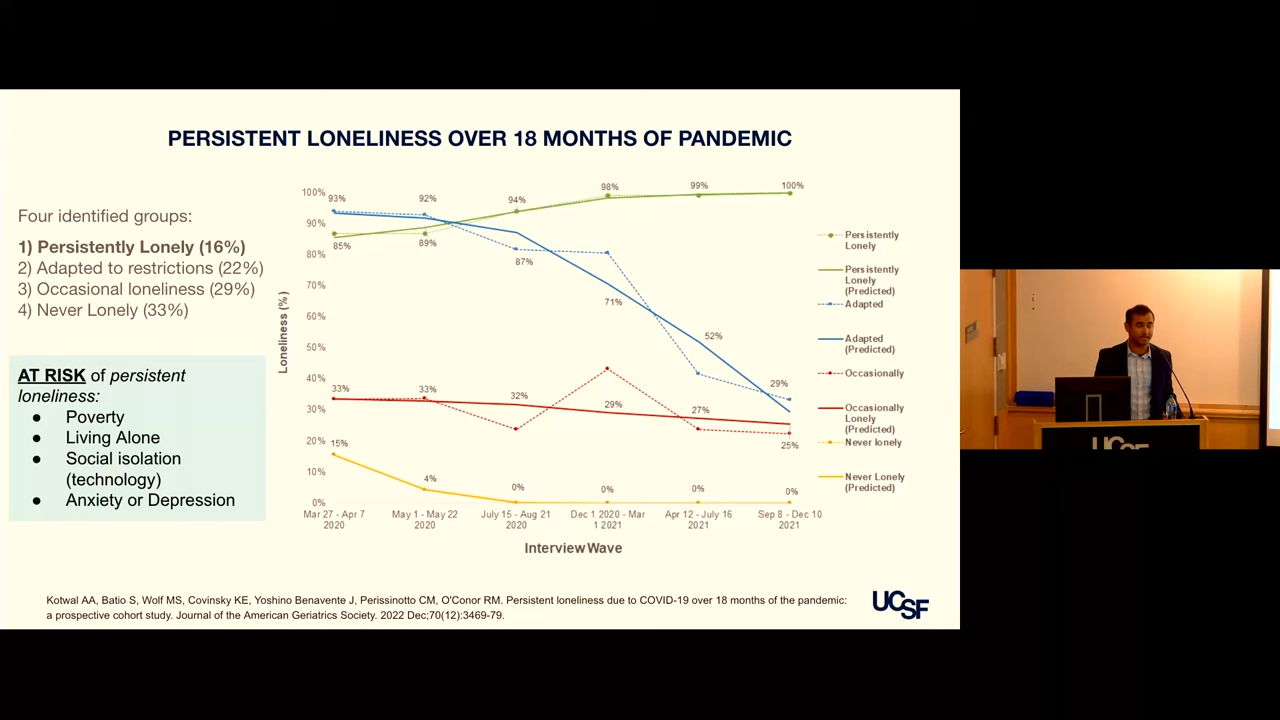 PERSISTENT LONELINESS OVER 18 MONTHS OF PANDEMIC
Four identified groups:
1) Persistently Lonely (16%)
2) Adapted to restrictions (22%)
3) Occasional loneliness (29%)
4) Never Lonely (33%)
AT RISK of persistent
loneliness:
● Poverty
● Living Alone
● Social isolation
(technology)
● Anxiety or Depression
Loneliness (%)
100%
90%
80%
70%
60%
50%
40%
30%
20%
10%
0%
93%
92%
94%
98%
99%
100%
85%
89%
87%
71%
52%
29%
33%
33%
32%
29%
27%
25%
15%
4%
0%
0%
0%
0%
Mar 27 - Apr 7
2020
May 1 - May 22
2020
July 15 - Aug 21
2020
Dec 1 2020 - Mar
1 2021
Apr 12 - July 16
2021
Sep 8 - Dec 10
2021
Interview Wave
Persistently
Lonely
Persistently
Lonely
(Predicted)
Adapted
Adapted
(Predicted)
Occasionally
Occasionally
Lonely
(Predicted)
Never lonely
Never Lonely
(Predicted)
Kotwal AA, Batio S, Wolf MS, Covinsky KE, Yoshino Benavente J, Perissinotto CM, O'Conor RM. Persistent loneliness due to COVID-19 over 18 months of the pandemic:
a prospective cohort study. Journal of the American Geriatrics Society. 2022 Dec;70(12):3469-79.
UCSF
UCSF